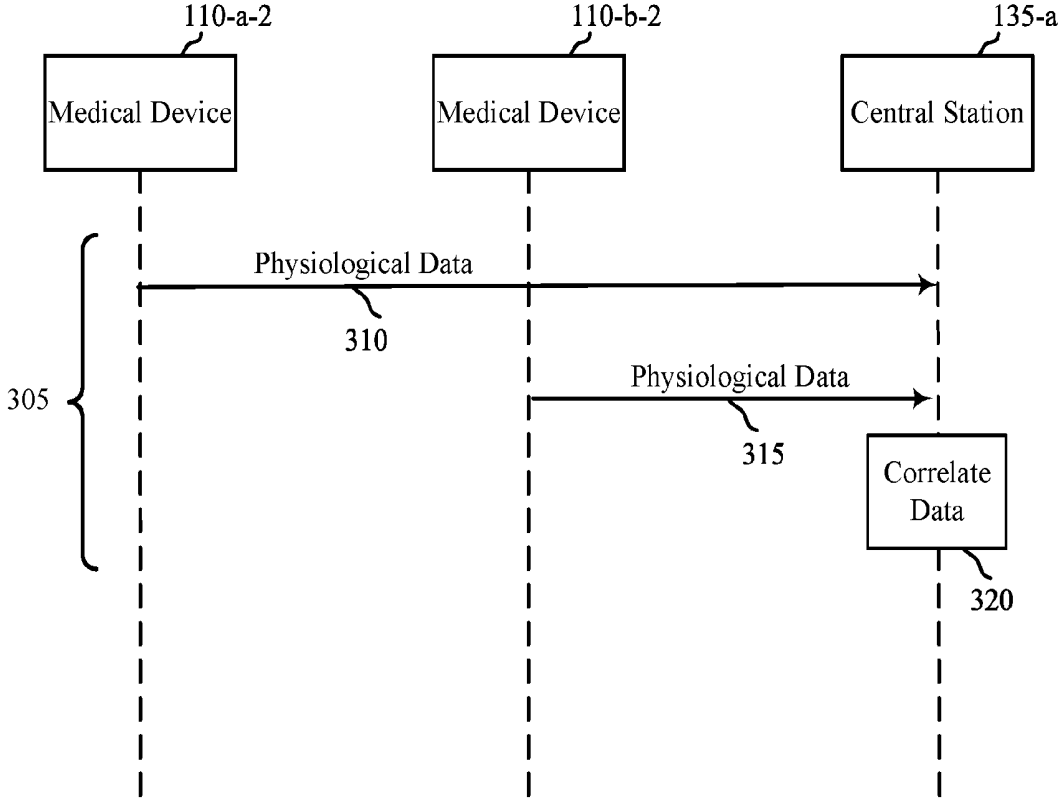 110-a-2
110-b-2
135-a
Medical Device
Medical Device
Central Station
Physiological Data
310
Physiological Data
305
315
Correlate
Data
320